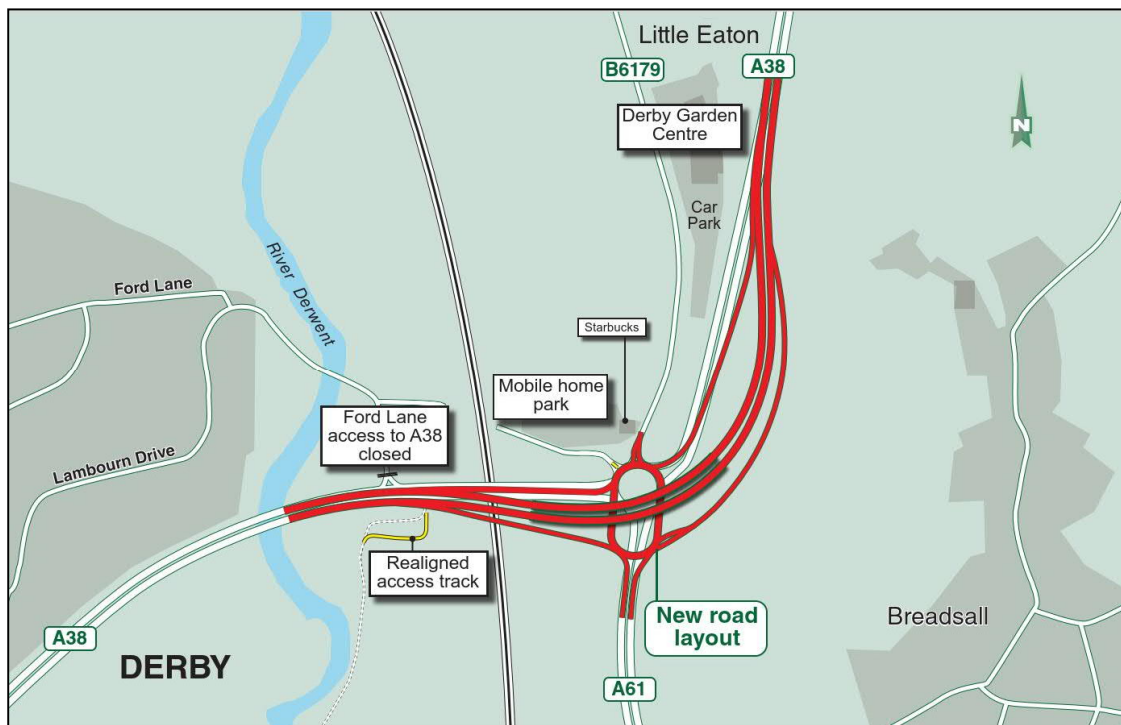 Little Eaton
B6179
A38
Derby Garden
Centre
N
Car
Park
River Derwent
Ford Lane
Starbucks
Mobile home
park
Ford Lane
access to A38
closed
Lambourn Drive
Realigned
access track
New road
layout
Breadsall
A38
DERBY
A61